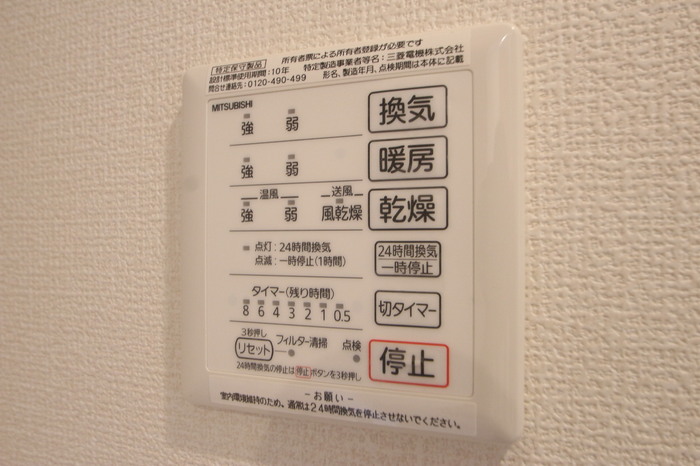 特定保守製品 所有者票による所有者登録が必要です
設計標準使用期間:10年 特定製造事業者等名:三菱電機株式会社
問合せ連絡先:0120-490-499 形名、製造年月、点検期間は本体に記載
MITSUBISHI
強 弱 換気
強 弱 暖房
温風 送風
強 弱 風乾燥 乾燥
点灯:24時間換気 24時間換気
点滅:一時停止(1時間) 一時停止
タイマー(残り時間)
8 6 4 3 2 1 0.5 切タイマー
3秒押し
リセット フィルター清掃 点検 停止
24時間換気の停止は停止ボタンを3秒押し
-お願い-
室内環境維持のため、通常は24時間換気を停止させないでください。